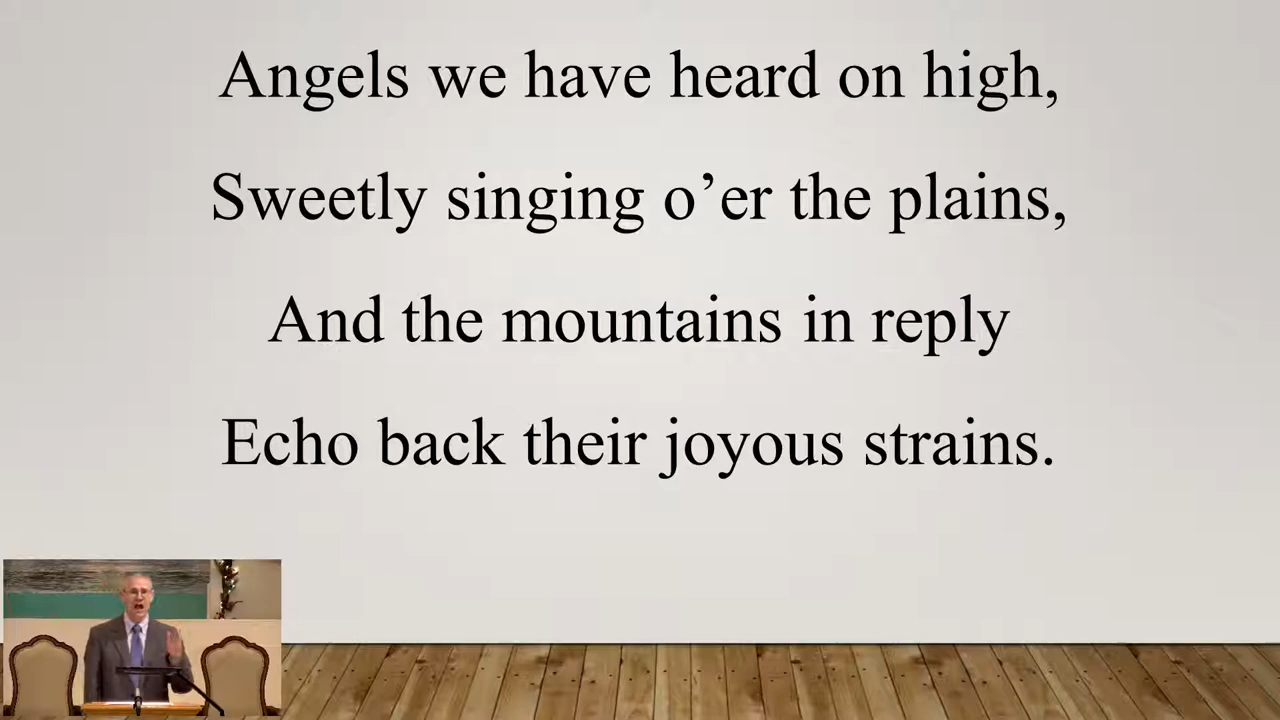 Angels we have heard on high,
Sweetly singing o’er the plains,
And the mountains in reply
Echo back their joyous strains.